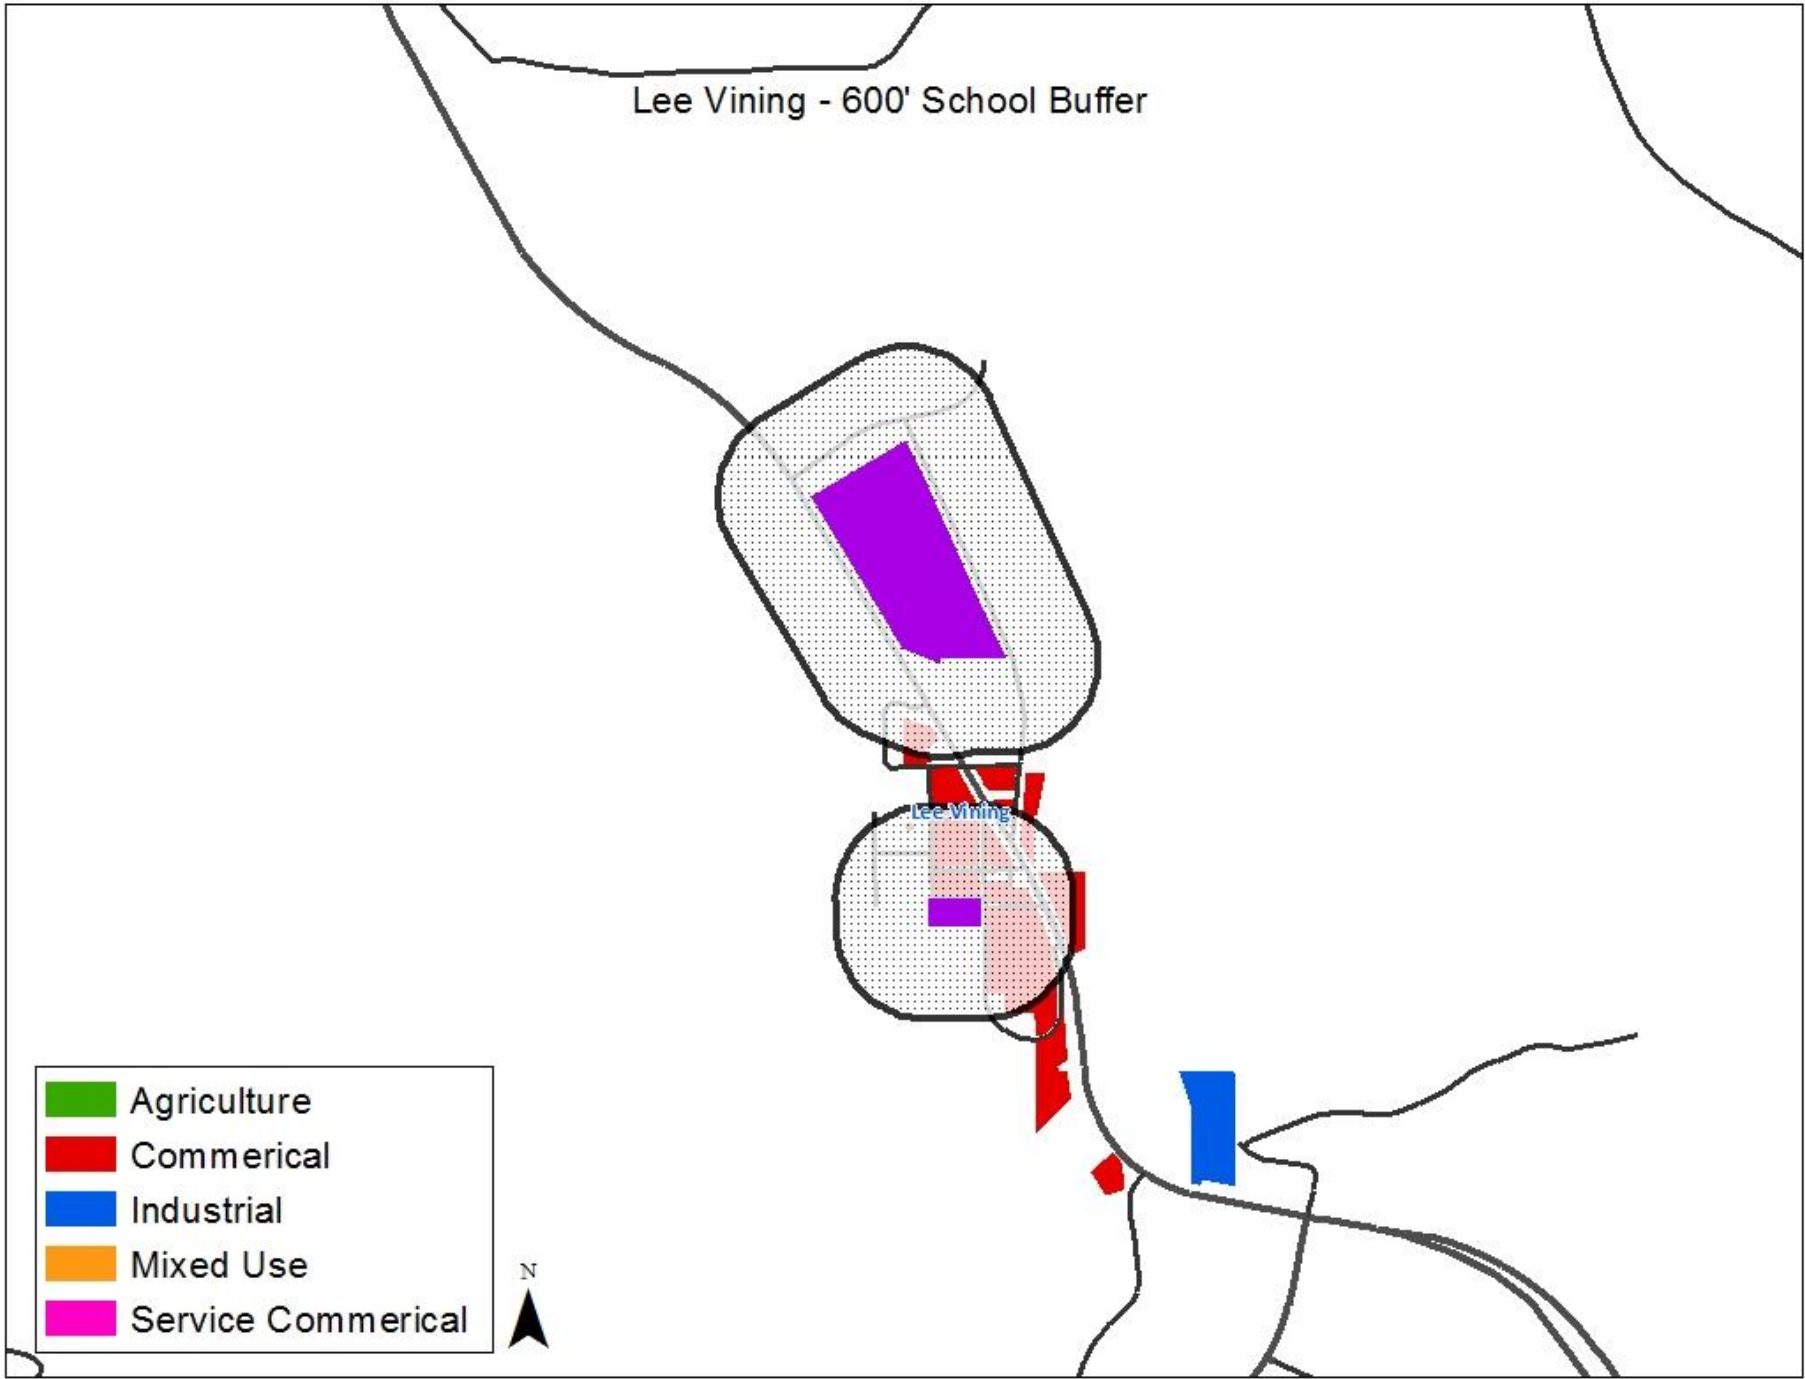 Lee Vining - 600' School Buffer
Lee Vining
Agriculture
Commerical
Industrial
Mixed Use
Service Commerical
N